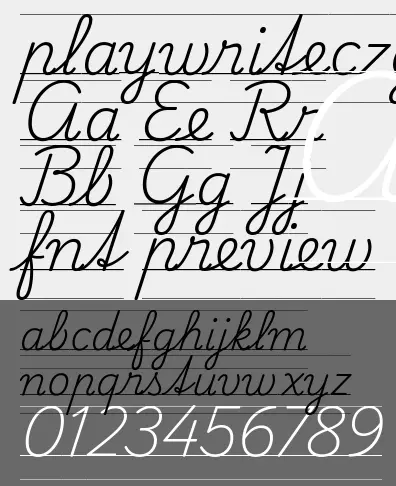 playwritecz
Aa Ee Rr
Bb Gg Jj
fnt preview
abcdefghijklm
nopqrstuvwxyz
0123456789